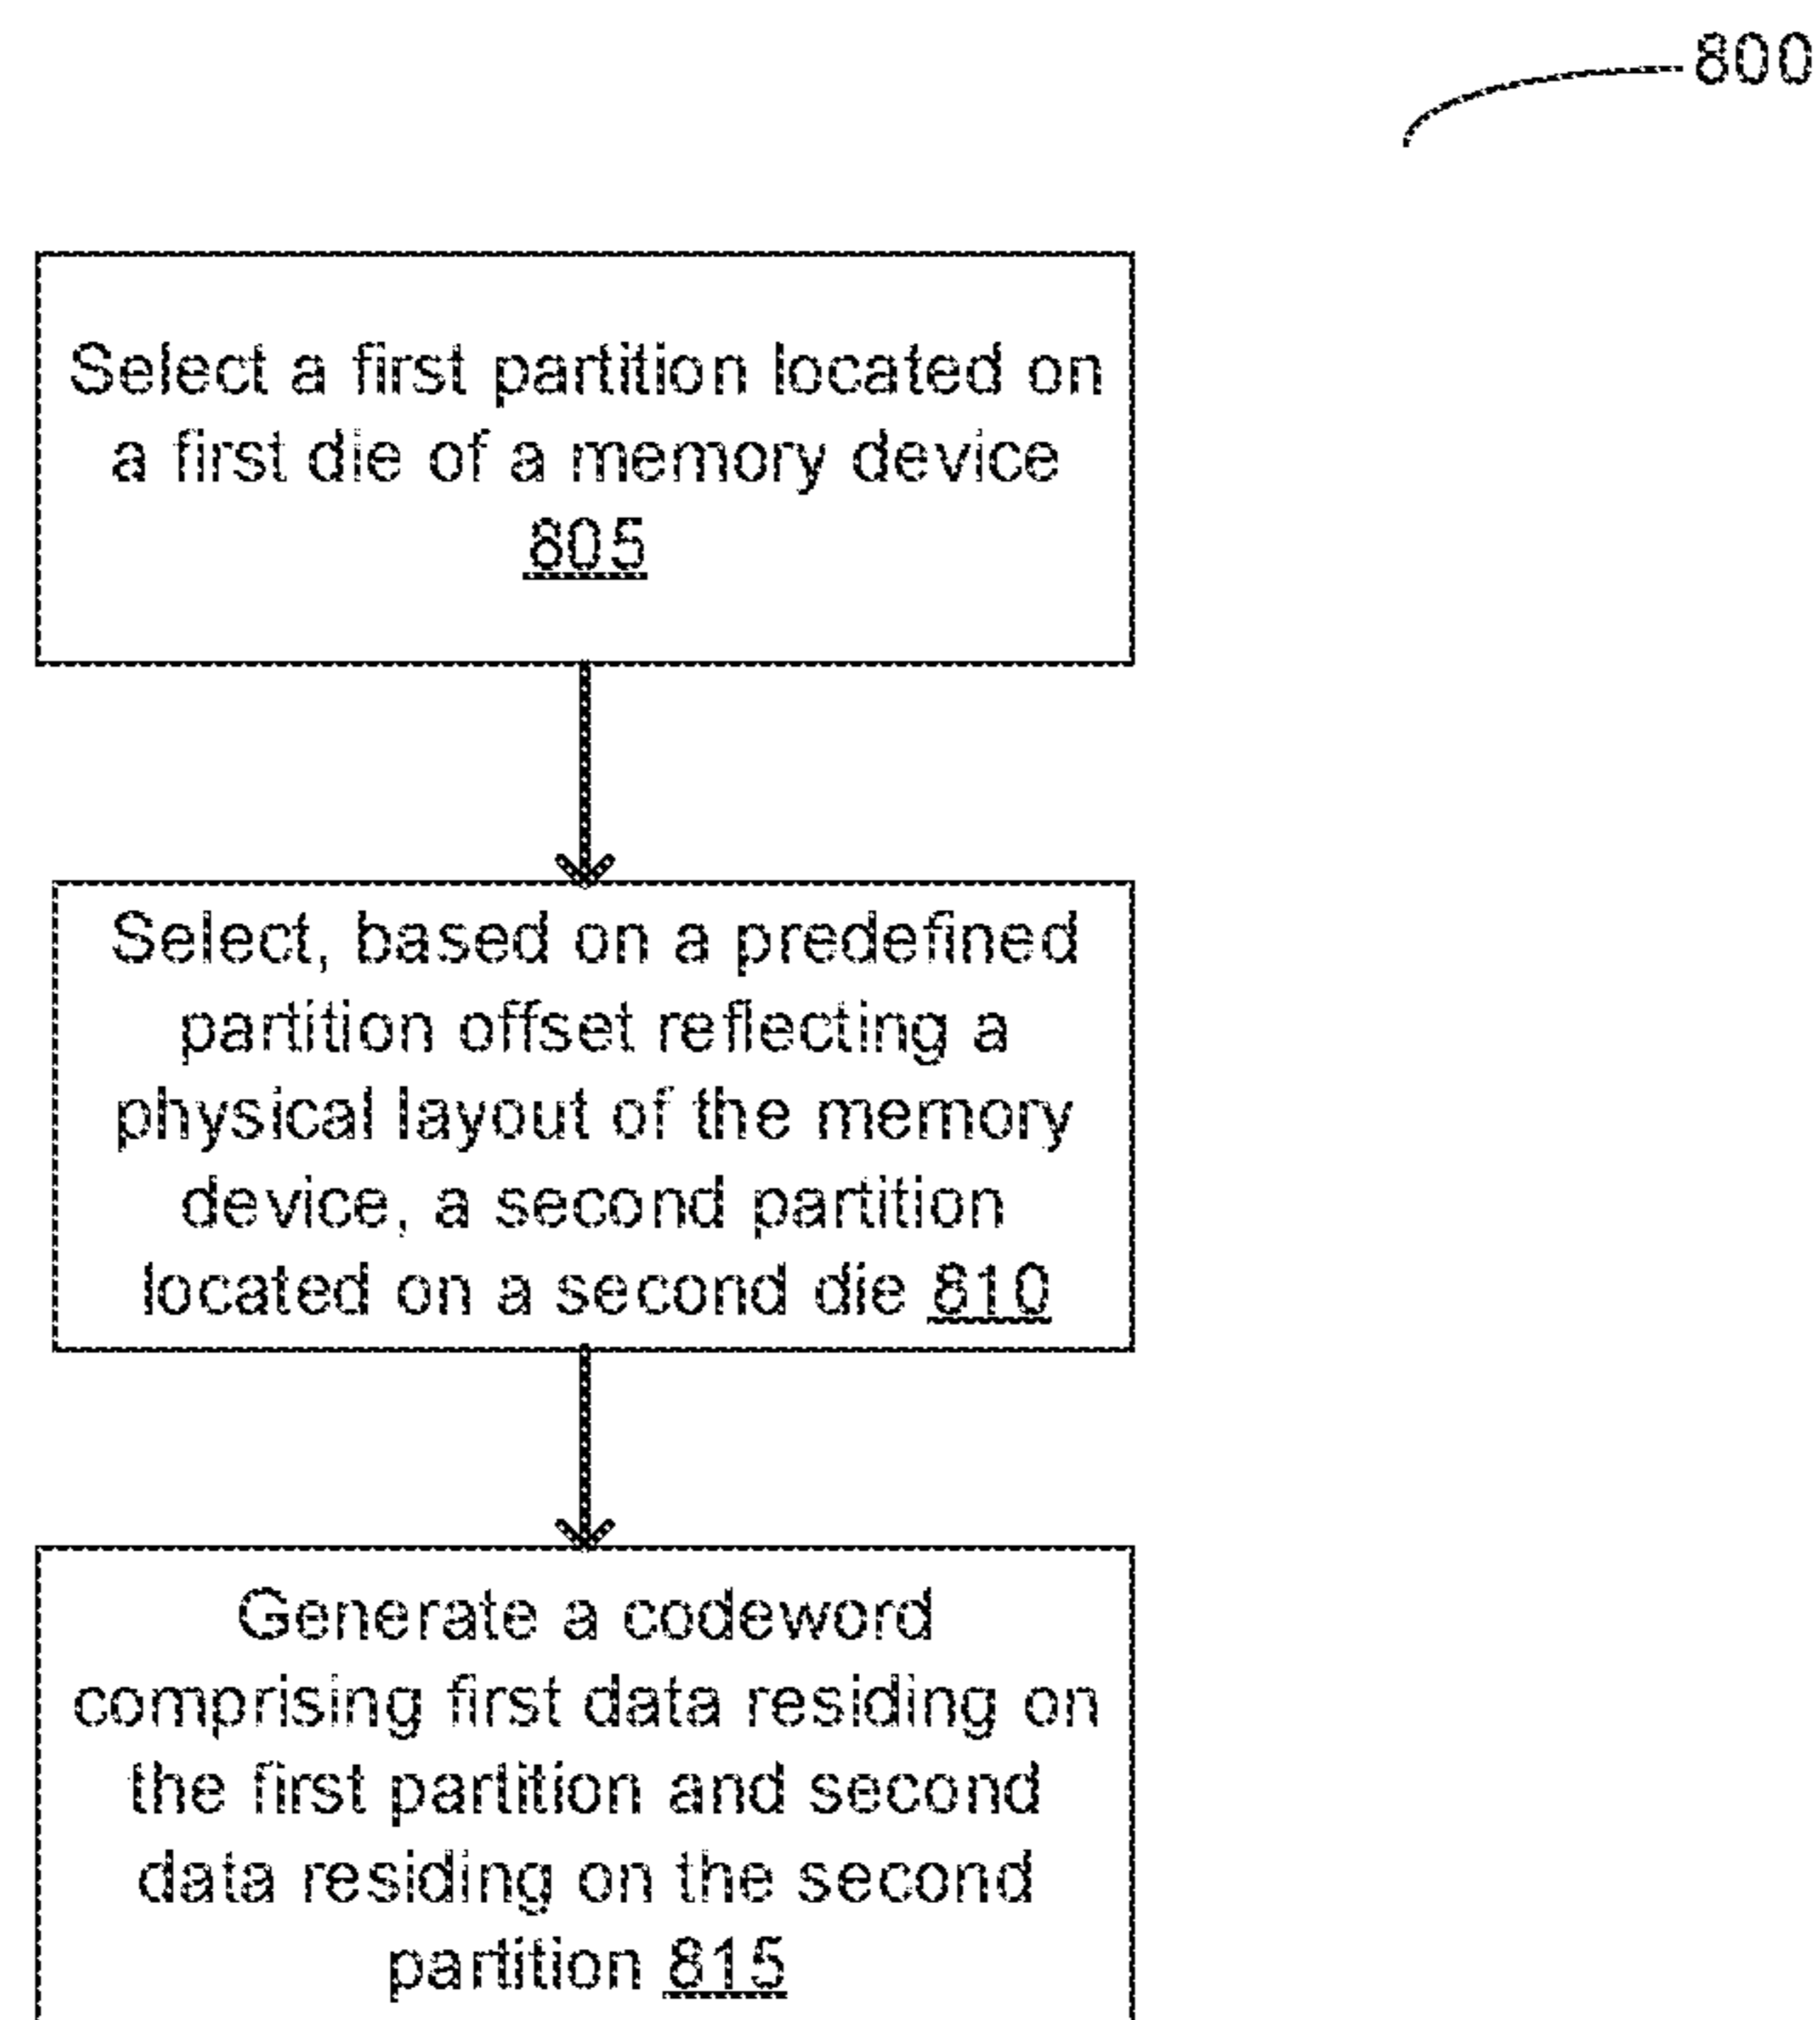 800
Select a first partition located on
a first die of a memory device
805
Select, based on a predefined
partition offset reflecting a
physical layout of the memory
device, a second partition
located on a second die 810
Generate a codeword
comprising first data residing on
the first partition and second
data residing on the second
partition 815